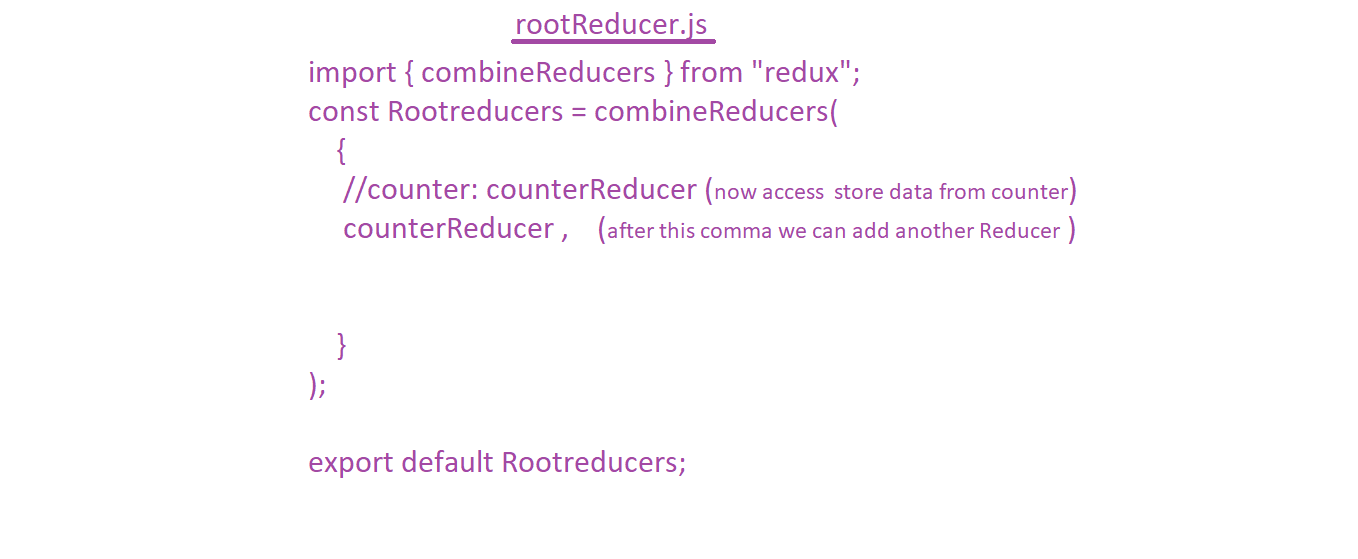 rootReducer.js
import { combineReducers } from "redux";
const Rootreducers = combineReducers(
{
//counter: counterReducer (now access store data from counter)
counterReducer , (after this comma we can add another Reducer )
}
);
export default Rootreducers;